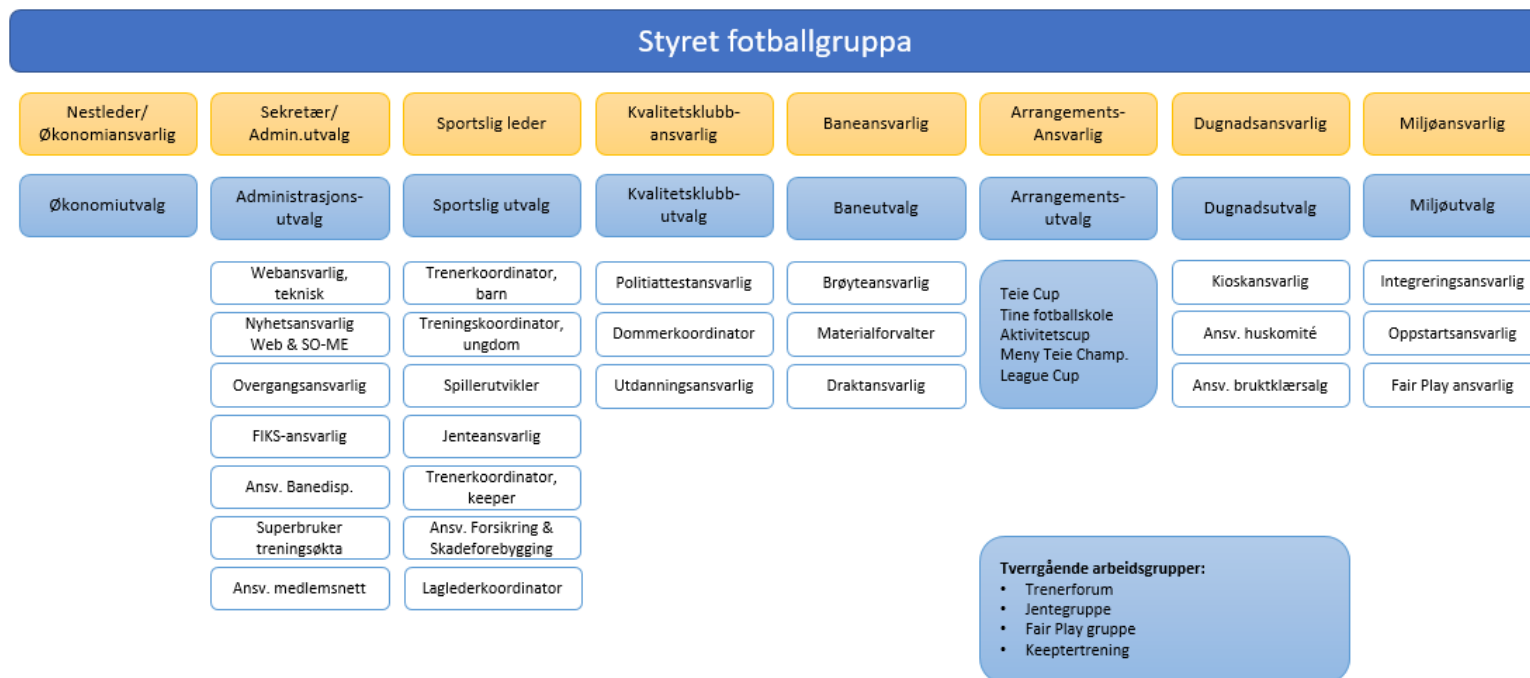 Styret fotballgruppa
Nestleder/
Økonomiansvarlig
Sekretær/
Admin.utvalg
Sportslig leder
Kvalitetsklubb-
ansvarlig
Baneansvarlig
Arrangements-
Ansvarlig
Dugnadsansvarlig
Miljøansvarlig
Økonomiutvalg
Administrasjons-
utvalg
Sportslig utvalg
Kvalitetsklubb-
utvalg
Baneutvalg
Arrangements-
utvalg
Dugnadsutvalg
Miljøutvalg
Webansvarlig,
teknisk
Nyhetsansvarlig
Web & SO-ME
Overgangsansvarlig
FIKS-ansvarlig
Ansv. Banedisp.
Superbruker
treningsøkta
Ansv. medlemsnett
Trenerkoordinator,
barn
Treningskoordinator,
ungdom
Spillerutvikler
Jenteansvarlig
Trenerkoordinator,
keeper
Ansv. Forsikring &
Skadeforebygging
Laglederkoordinator
Politiattestansvarlig
Dommerkoordinator
Utdanningsansvarlig
Brøyteansvarlig
Materialforvalter
Draktansvarlig
Teie Cup
Tine fotballskole
Aktivitetscup
Meny Teie Champ.
League Cup
Kioskansvarlig
Ansv. huskomité
Ansv. bruktklærsalg
Integreringsansvarlig
Oppstartsansvarlig
Fair Play ansvarlig
Tverrgående arbeidsgrupper:
• Trenerforum
• Jentegruppe
• Fair Play gruppe
• Keeptertrening